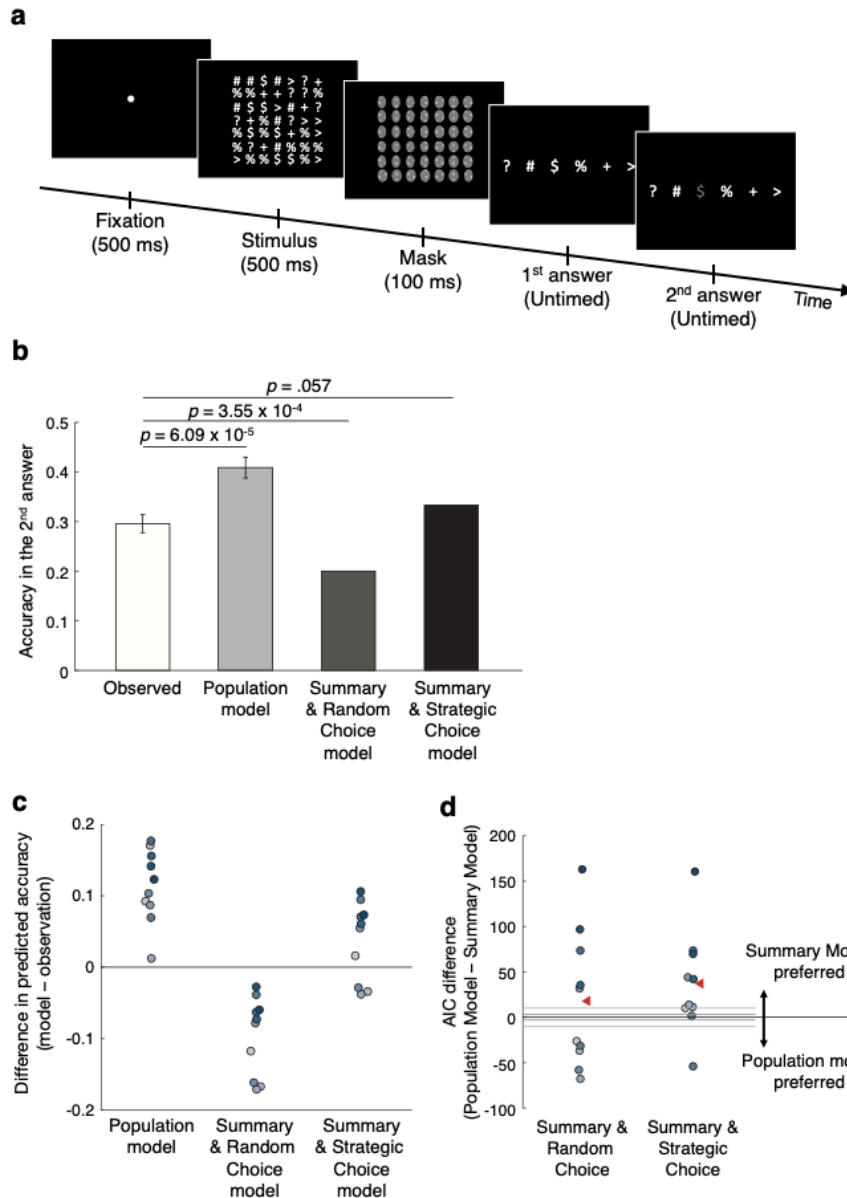 a
# # $ # > ? +
% % + + ? ? %
# $ $ > # + ?
? + % # ? > >
% $ % $ + % >
% ? + # % % %
> % % $ $ % >
? # $ % + >
? # $ % + >
Fixation
(500 ms)
Stimulus
(500 ms)
Mask
(100 ms)
1st answer
(Untimed)
2nd answer
(Untimed)
Time
b
p = .057
p = 3.55 x 10-4
p = 6.09 x 10-5
Accuracy in the 2nd answer
0.5
0.4
0.3
0.2
0.1
0
Observed
Population
model
Summary
& Random
Choice
model
Summary
& Strategic
Choice
model
c
Difference in predicted accuracy
(model – observation)
0.2
0.1
0
-0.1
-0.2
Population
model
Summary
& Random
Choice
model
Summary
& Strategic
Choice model
d
AIC difference
(Population Model – Summary Model)
200
150
100
50
0
-50
-100
Summary Mo
preferred
Population mo
preferred
Summary &
Random
Choice
Summary &
Strategic
Choice